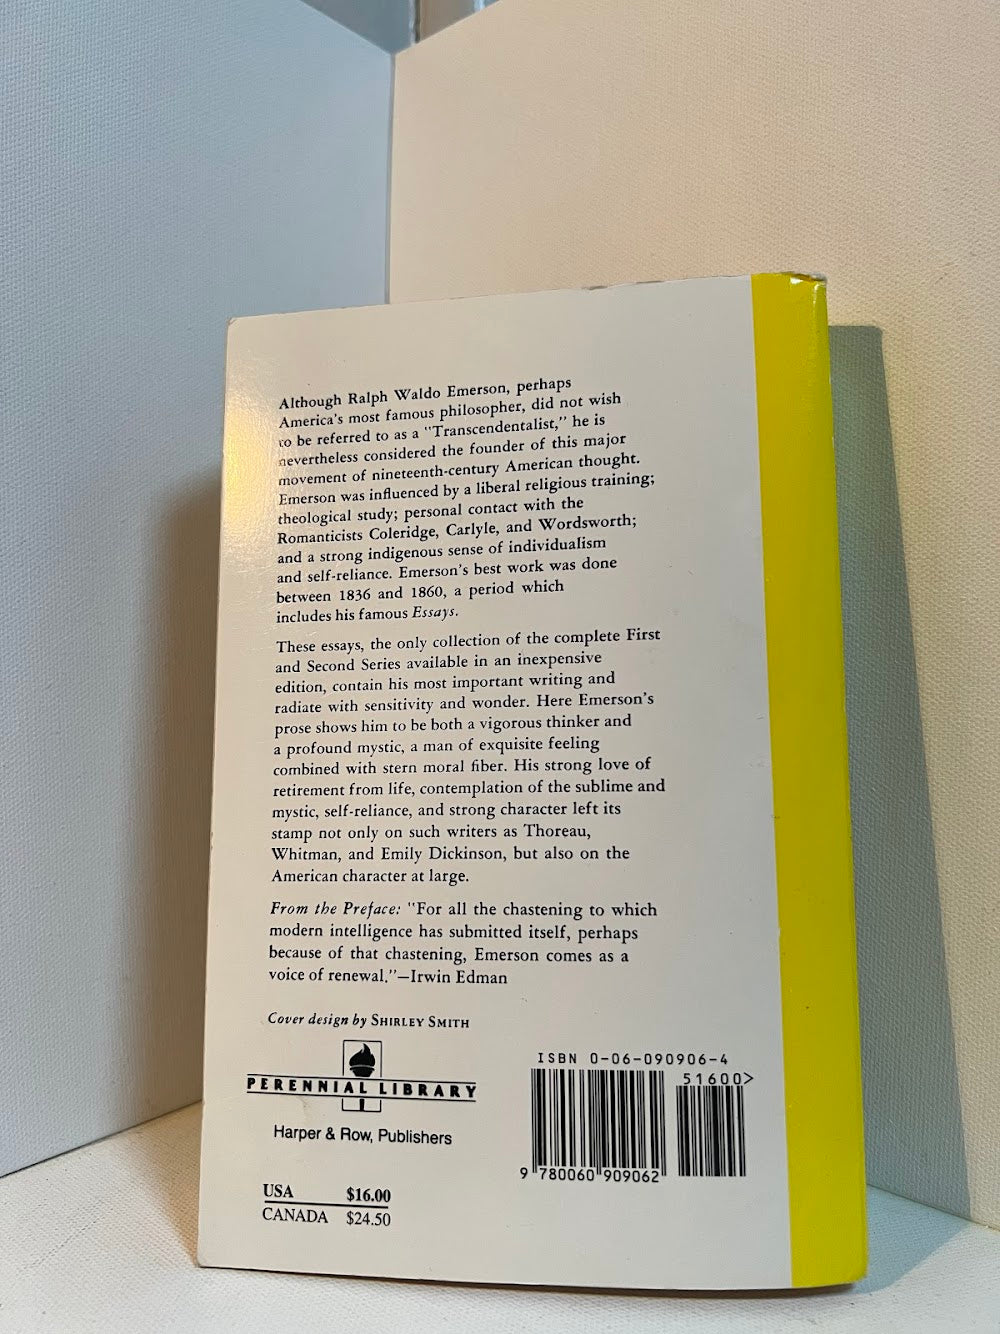 Although Ralph Waldo Emerson, perhaps
America's most famous philosopher, did not wish
to be referred to as a "Transcendentalist," he is
nevertheless considered the founder of this major
movement of nineteenth-century American thought.
Emerson was influenced by a liberal religious training;
theological study; personal contact with the
Romanticists Coleridge, Carlyle, and Wordsworth;
and a strong indigenous sense of individualism
and self-reliance. Emerson's best work was done
between 1836 and 1860, a period which
includes his famous Essays.
These essays, the only collection of the complete First
and Second Series available in an inexpensive
edition, contain his most important writing and
radiate with sensitivity and wonder. Here Emerson's
prose shows him to be both a vigorous thinker and
a profound mystic, a man of exquisite feeling
combined with stern moral fiber. His strong love of
retirement from life, contemplation of the sublime and
mystic, self-reliance, and strong character left its
stamp not only on such writers as Thoreau,
Whitman, and Emily Dickinson, but also on the
American character at large.
From the Preface: "For all the chastening to which
modern intelligence has submitted itself, perhaps
because of that chastening, Emerson comes as a
voice of renewal."—Irwin Edman
Cover design by SHIRLEY SMITH
PERENNIAL LIBRARY
Harper & Row, Publishers
USA $16.00
CANADA $24.50
ISBN 0-06-090906-4
51600>
9 780060 909062